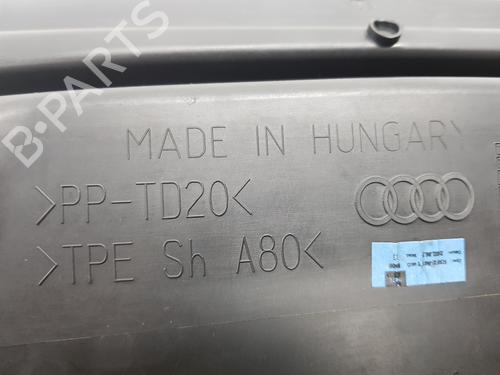 B-PARTS
MADE IN HUNGARY
>PP-TD20<
>TPE Sh A80<